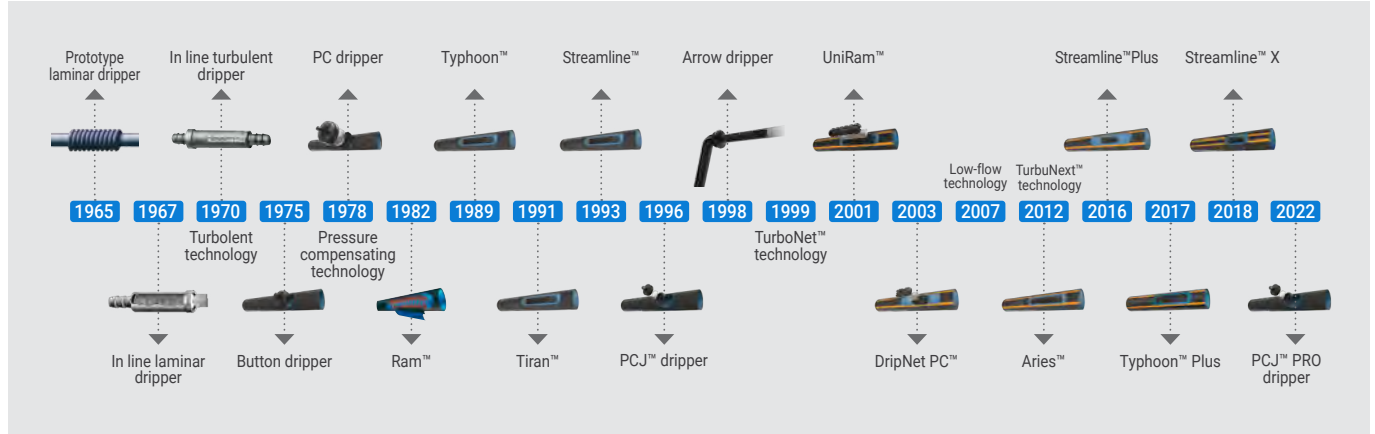 Prototype
laminar dripper
In line turbulent
dripper
PC dripper
Typhoon™
Streamline™
Arrow dripper
UniRam™
Streamline™Plus
Streamline™ X
Low-flow
technology
TurbuNext™
technology
1965
1967
1970
1975
1978
1982
1989
1991
1993
1996
1998
1999
2001
2003
2007
2012
2016
2017
2018
2022
Turbolent
technology
Pressure
compensating
technology
TurboNet™
technology
In line laminar
dripper
Button dripper
Ram™
Tiran™
PCJ™ dripper
DripNet PC™
Aries™
Typhoon™ Plus
PCJ™ PRO
dripper